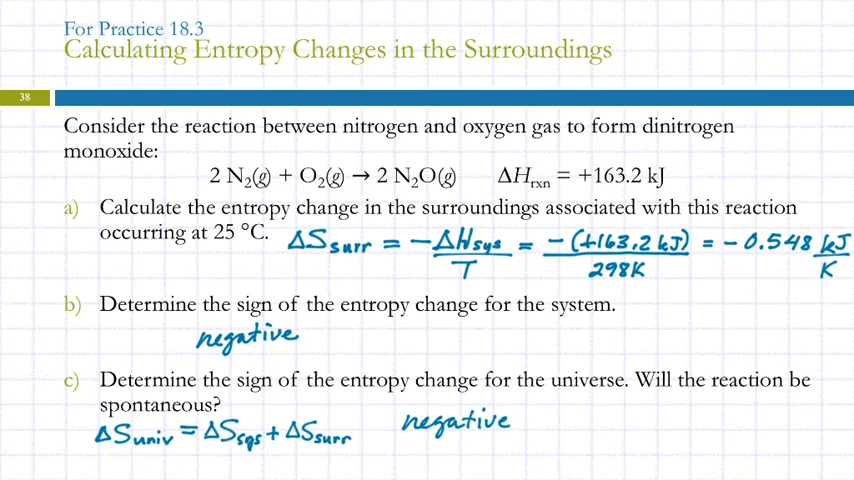 For Practice 18.3
Calculating Entropy Changes in the Surroundings
38
Consider the reaction between nitrogen and oxygen gas to form dinitrogen
monoxide:
2 N₂(g) + O₂(g) → 2 N₂O(g) ΔHrxn = +163.2 kJ
a) Calculate the entropy change in the surroundings associated with this reaction
occurring at 25 °C. ΔSsurr = -ΔHsys/T = -(+163.2 kJ)/298K = -0.548 kJ/K
b) Determine the sign of the entropy change for the system.
negative
c) Determine the sign of the entropy change for the universe. Will the reaction be
spontaneous?
ΔSuniv = ΔSsys + ΔSsurr negative